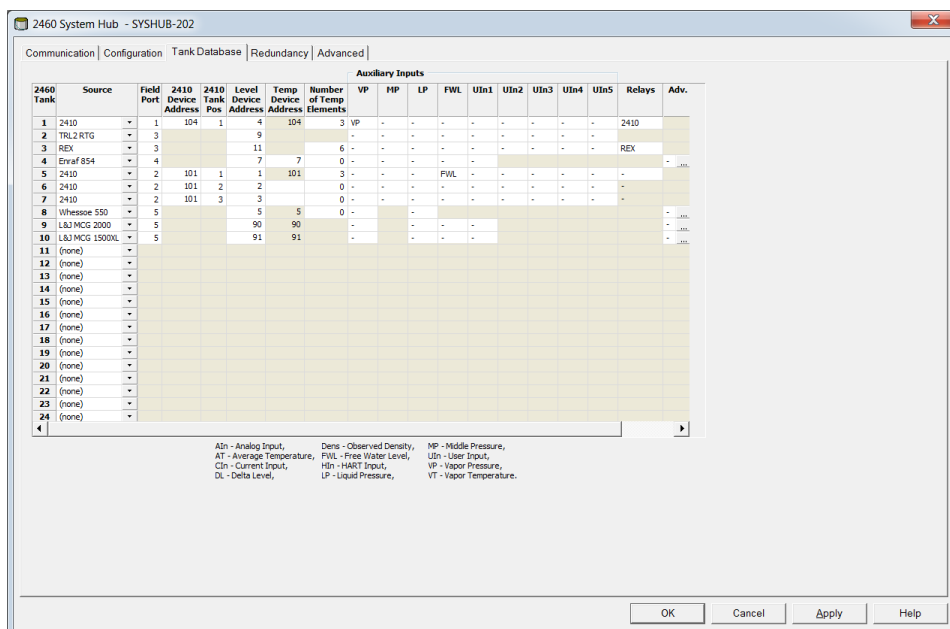 2460 System Hub - SYSHUB-202
Communication Configuration Tank Database Redundancy Advanced
Auxiliary Inputs
2460 Tank Source Field Port 2410 Device Address 2410 Tank Pos Level Device Address Temp Device Address Number of Temp Elements VP MP LP FWL UIn1 UIn2 UIn3 UIn4 UIn5 Relays Adv.
1 2410 1 104 1 4 104 3 VP - - - - - - - - 2410
2 TRL2 RTG 3 9 - - - - - - - - -
3 REX 3 11 6 - - - - - - - - - REX
4 Enraf 854 4 7 7 0 - - - - - - ...
5 2410 2 101 1 1 101 3 - - - FWL - - - - - -
6 2410 2 101 2 2 0 - - - - - - - - - -
7 2410 2 101 3 3 0 - - - - - - - - - -
8 Whessoe 550 5 5 5 0 - - - ...
9 L&J MCG 2000 5 90 90 - - - - - ...
10 L&J MCG 1500XL 5 91 91 - - - - - ...
11 (none)
12 (none)
13 (none)
14 (none)
15 (none)
16 (none)
17 (none)
18 (none)
19 (none)
20 (none)
21 (none)
22 (none)
23 (none)
24 (none)
AIn - Analog Input, Dens - Observed Density, MP - Middle Pressure,
AT - Average Temperature, FWL - Free Water Level, UIn - User Input,
CIn - Current Input, HIn - HART Input, VP - Vapor Pressure,
DL - Delta Level, LP - Liquid Pressure, VT - Vapor Temperature.
OK Cancel Apply Help